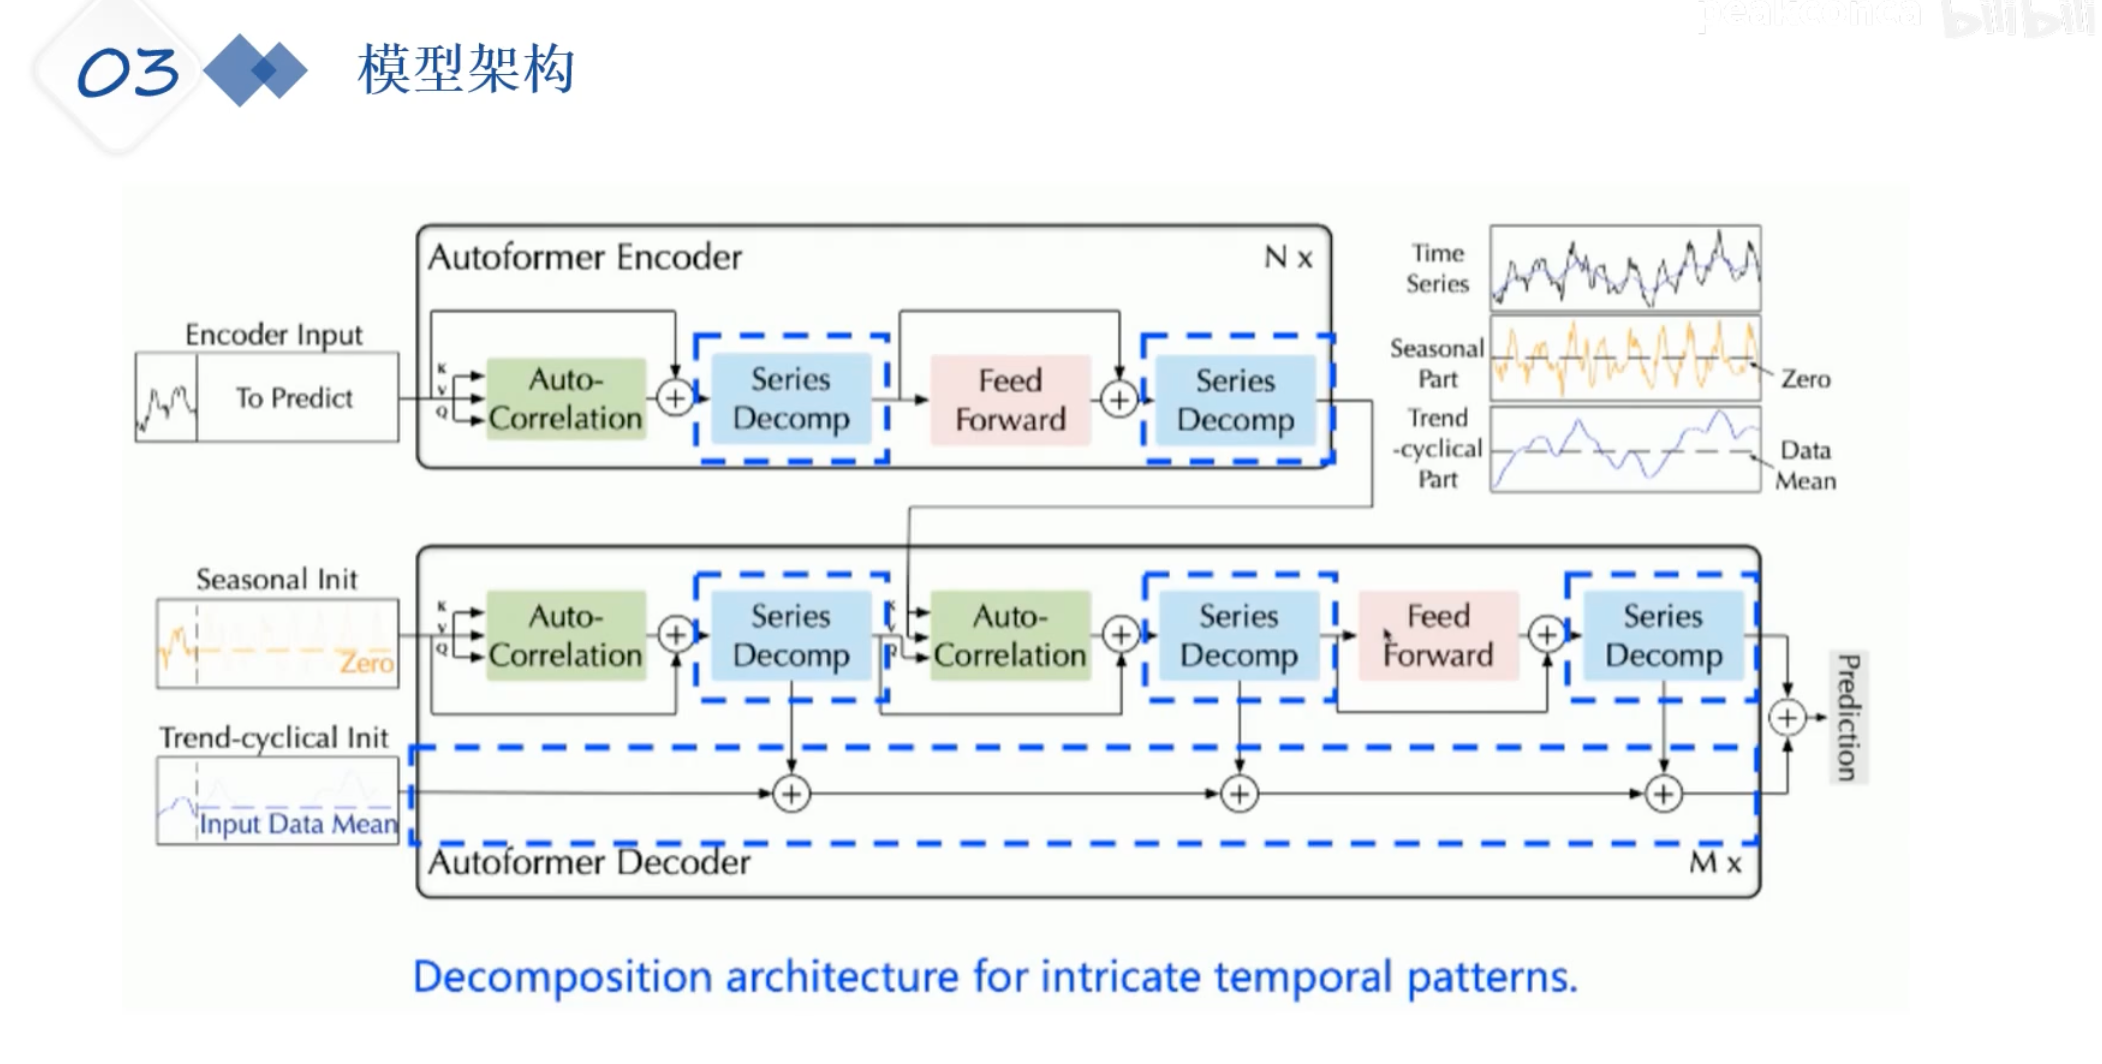 peakconca bilibili
03 模型架构
Autoformer Encoder
N x
Time
Series
Encoder Input
To Predict
K
V
Q
Auto-
Correlation
Series
Decomp
Feed
Forward
Series
Decomp
Seasonal
Part
Zero
Trend
-cyclical
Part
Data
Mean
Seasonal Init
Zero
K
V
Q
Auto-
Correlation
Series
Decomp
K
V
Q
Auto-
Correlation
Series
Decomp
Feed
Forward
Series
Decomp
Prediction
Trend-cyclical Init
Input Data Mean
Autoformer Decoder
M x
Decomposition architecture for intricate temporal patterns.